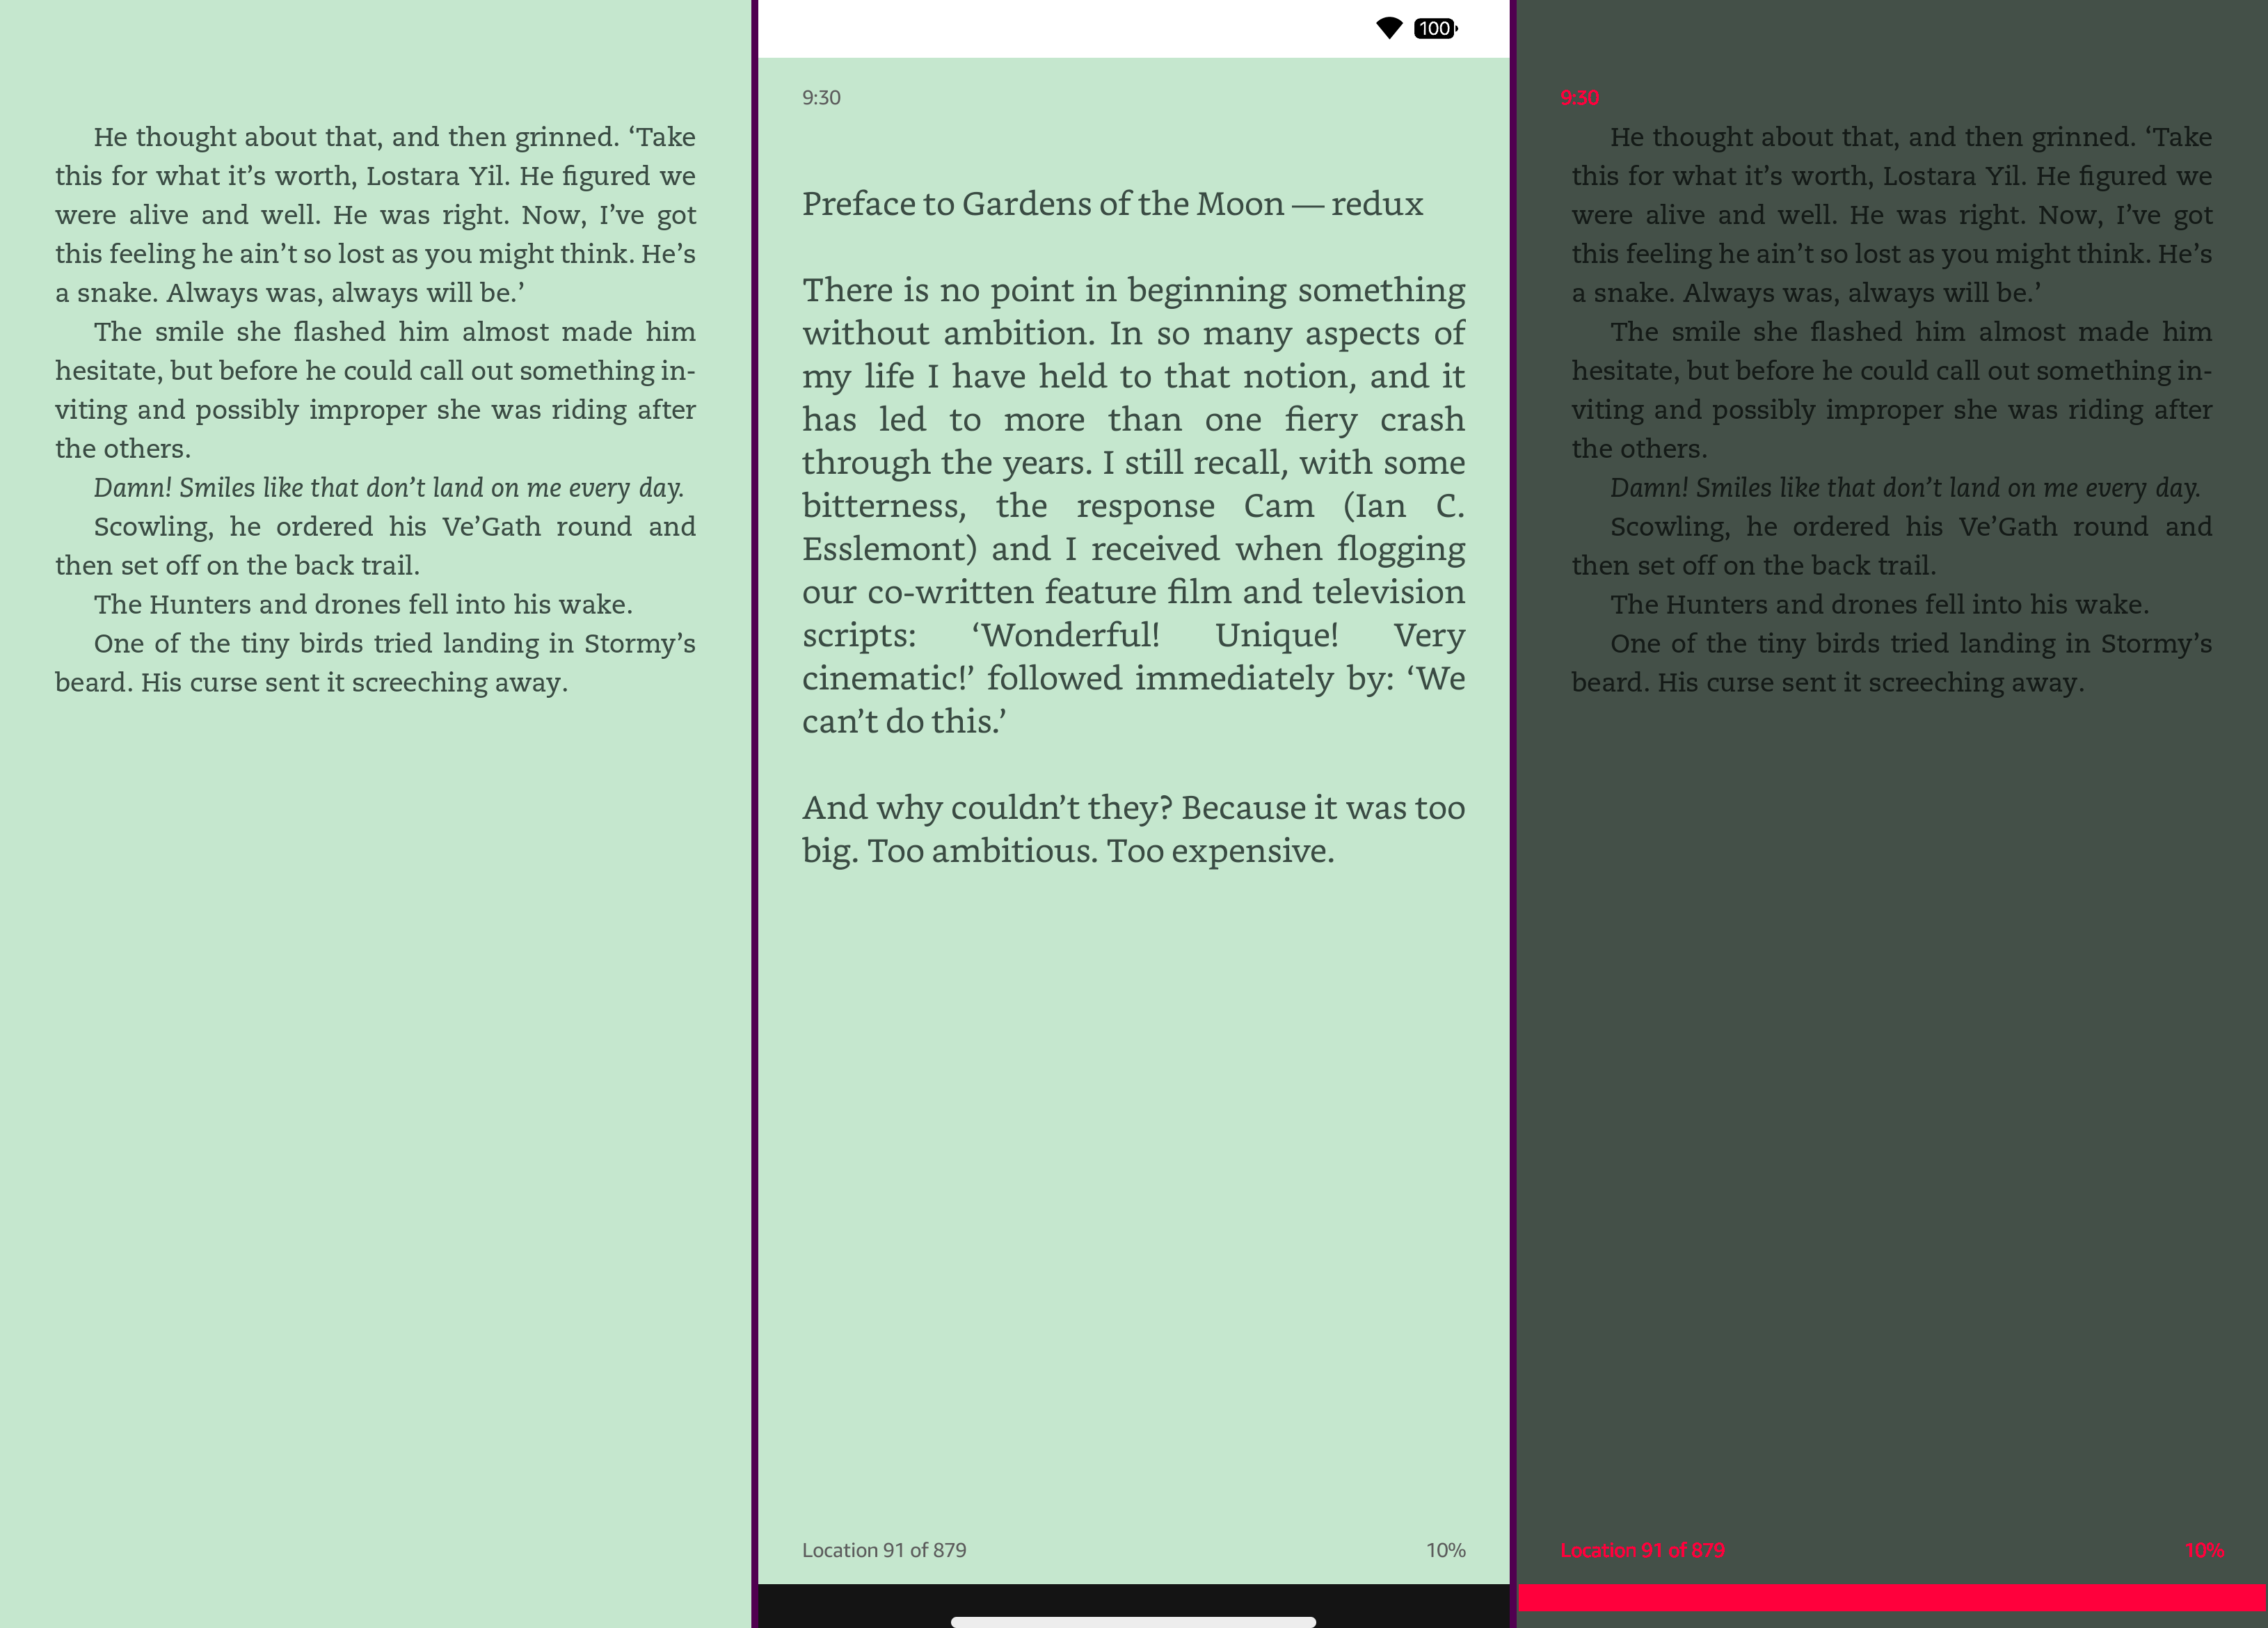 He thought about that, and then grinned. ‘Take
this for what it’s worth, Lostara Yil. He figured we
were alive and well. He was right. Now, I’ve got
this feeling he ain’t so lost as you might think. He’s
a snake. Always was, always will be.’
The smile she flashed him almost made him
hesitate, but before he could call out something in-
viting and possibly improper she was riding after
the others.
Damn! Smiles like that don’t land on me every day.
Scowling, he ordered his Ve’Gath round and
then set off on the back trail.
The Hunters and drones fell into his wake.
One of the tiny birds tried landing in Stormy’s
beard. His curse sent it screeching away.
100
9:30
Preface to Gardens of the Moon — redux
There is no point in beginning something
without ambition. In so many aspects of
my life I have held to that notion, and it
has led to more than one fiery crash
through the years. I still recall, with some
bitterness, the response Cam (Ian C.
Esslemont) and I received when flogging
our co-written feature film and television
scripts: ‘Wonderful! Unique! Very
cinematic!’ followed immediately by: ‘We
can’t do this.’
And why couldn’t they? Because it was too
big. Too ambitious. Too expensive.
Location 91 of 879 10%
9:30
He thought about that, and then grinned. ‘Take
this for what it’s worth, Lostara Yil. He figured we
were alive and well. He was right. Now, I’ve got
this feeling he ain’t so lost as you might think. He’s
a snake. Always was, always will be.’
The smile she flashed him almost made him
hesitate, but before he could call out something in-
viting and possibly improper she was riding after
the others.
Damn! Smiles like that don’t land on me every day.
Scowling, he ordered his Ve’Gath round and
then set off on the back trail.
The Hunters and drones fell into his wake.
One of the tiny birds tried landing in Stormy’s
beard. His curse sent it screeching away.
Location 91 of 879 10%